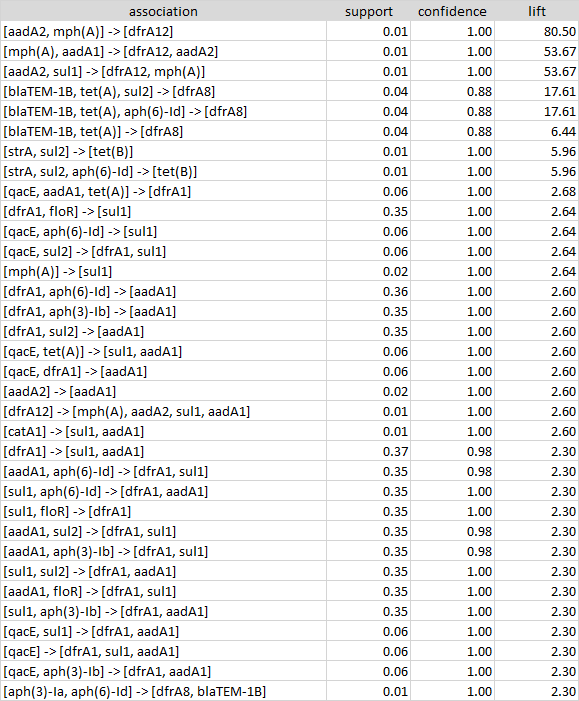 association support confidence lift
[aadA2, mph(A)] -> [dfrA12] 0.01 1.00 80.50
[mph(A), aadA1] -> [dfrA12, aadA2] 0.01 1.00 53.67
[aadA2, sul1] -> [dfrA12, mph(A)] 0.01 1.00 53.67
[blaTEM-1B, tet(A), sul2] -> [dfrA8] 0.04 0.88 17.61
[blaTEM-1B, tet(A), aph(6)-Id] -> [dfrA8] 0.04 0.88 17.61
[blaTEM-1B, tet(A)] -> [dfrA8] 0.04 0.88 6.44
[strA, sul2] -> [tet(B)] 0.01 1.00 5.96
[strA, sul2, aph(6)-Id] -> [tet(B)] 0.01 1.00 5.96
[qacE, aadA1, tet(A)] -> [dfrA1] 0.06 1.00 2.68
[dfrA1, floR] -> [sul1] 0.35 1.00 2.64
[qacE, aph(6)-Id] -> [sul1] 0.06 1.00 2.64
[qacE, sul2] -> [dfrA1, sul1] 0.06 1.00 2.64
[mph(A)] -> [sul1] 0.02 1.00 2.64
[dfrA1, aph(6)-Id] -> [aadA1] 0.36 1.00 2.60
[dfrA1, aph(3)-Ib] -> [aadA1] 0.35 1.00 2.60
[dfrA1, sul2] -> [aadA1] 0.35 1.00 2.60
[qacE, tet(A)] -> [sul1, aadA1] 0.06 1.00 2.60
[qacE, dfrA1] -> [aadA1] 0.06 1.00 2.60
[aadA2] -> [aadA1] 0.02 1.00 2.60
[dfrA12] -> [mph(A), aadA2, sul1, aadA1] 0.01 1.00 2.60
[catA1] -> [sul1, aadA1] 0.01 1.00 2.60
[dfrA1] -> [sul1, aadA1] 0.37 0.98 2.30
[aadA1, aph(6)-Id] -> [dfrA1, sul1] 0.35 0.98 2.30
[sul1, aph(6)-Id] -> [dfrA1, aadA1] 0.35 1.00 2.30
[sul1, floR] -> [dfrA1] 0.35 1.00 2.30
[aadA1, sul2] -> [dfrA1, sul1] 0.35 0.98 2.30
[aadA1, aph(3)-Ib] -> [dfrA1, sul1] 0.35 0.98 2.30
[sul1, sul2] -> [dfrA1, aadA1] 0.35 1.00 2.30
[aadA1, floR] -> [dfrA1, sul1] 0.35 1.00 2.30
[sul1, aph(3)-Ib] -> [dfrA1, aadA1] 0.35 1.00 2.30
[qacE, sul1] -> [dfrA1, aadA1] 0.06 1.00 2.30
[qacE] -> [dfrA1, sul1, aadA1] 0.06 1.00 2.30
[qacE, aph(3)-Ib] -> [dfrA1, aadA1] 0.06 1.00 2.30
[aph(3)-Ia, aph(6)-Id] -> [dfrA8, blaTEM-1B] 0.01 1.00 2.30